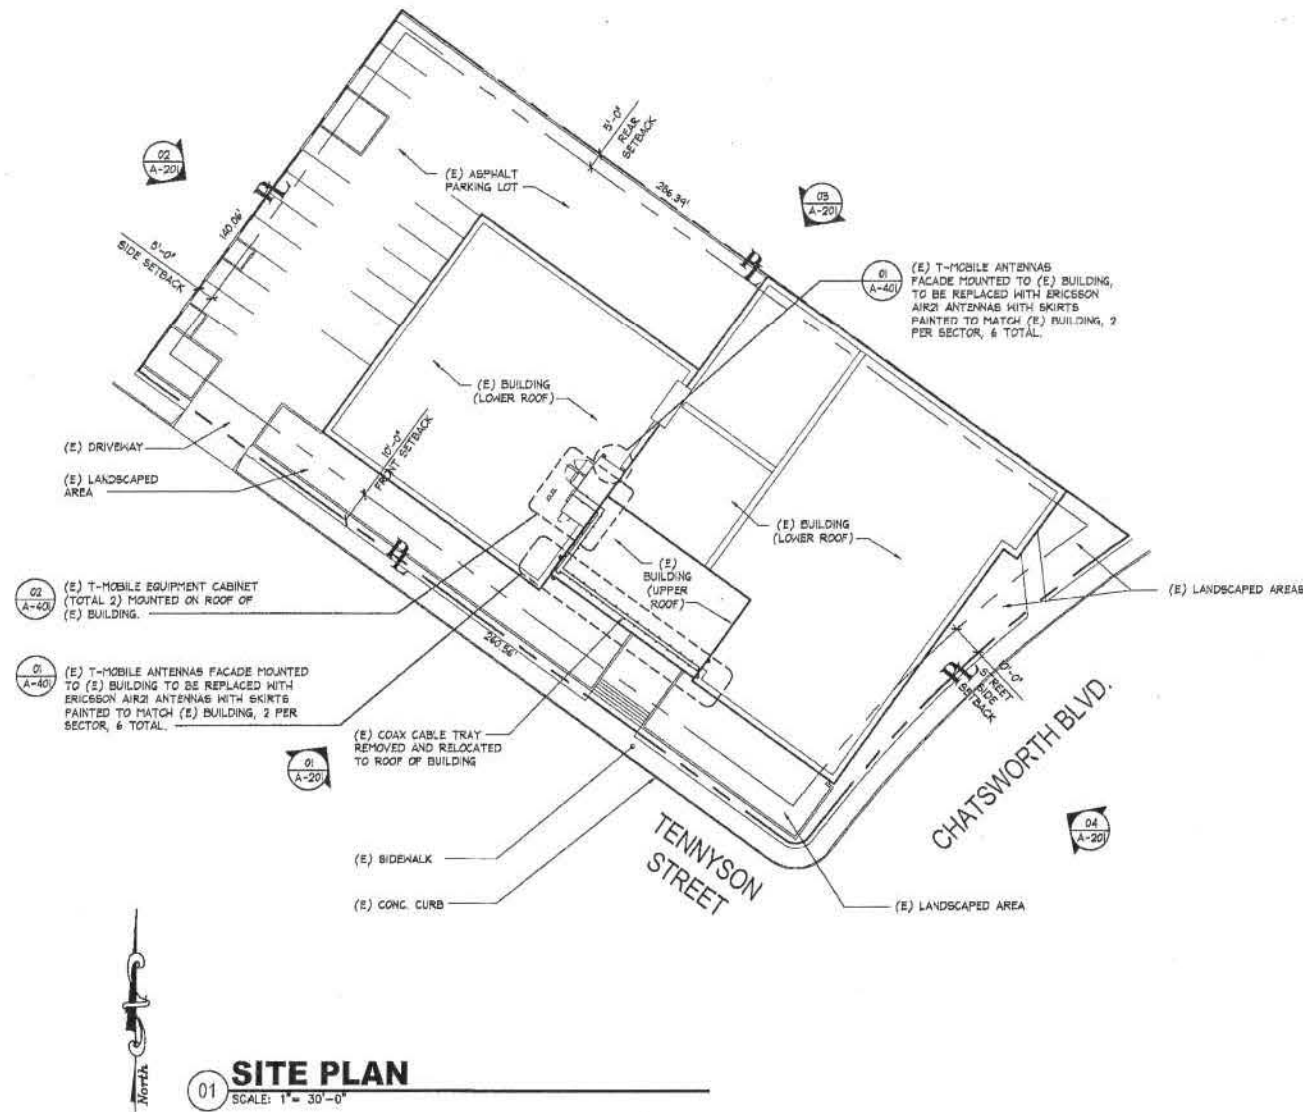 5'-0"
REAR
SETBACK
02
A-201
(E) ASPHALT
PARKING LOT
286.39'
03
A-201
PL
140.06'
5'-0"
SIDE SETBACK
PL
01
A-401
(E) T-MOBILE ANTENNAS
FACADE MOUNTED TO (E) BUILDING,
TO BE REPLACED WITH ERICSSON
AIR21 ANTENNAS WITH SKIRTS
PAINTED TO MATCH (E) BUILDING, 2
PER SECTOR, 6 TOTAL.
(E) BUILDING
(LOWER ROOF)
10'-0"
FRONT SETBACK
(E) DRIVEWAY
(E) LANDSCAPED
AREA
(E) BUILDING
(LOWER ROOF)
PL
(E)
BUILDING
(UPPER
ROOF)
02
A-401
(E) T-MOBILE EQUIPMENT CABINET
(TOTAL 2) MOUNTED ON ROOF OF
(E) BUILDING.
(E) LANDSCAPED AREAS
260.56'
01
A-401
(E) T-MOBILE ANTENNAS FACADE MOUNTED
TO (E) BUILDING TO BE REPLACED WITH
ERICSSON AIR21 ANTENNAS WITH SKIRTS
PAINTED TO MATCH (E) BUILDING, 2 PER
SECTOR, 6 TOTAL.
PL
10'-0"
STREET
SIDE
SETBACK
(E) COAX CABLE TRAY
REMOVED AND RELOCATED
TO ROOF OF BUILDING
01
A-201
CHATSWORTH BLVD.
04
A-201
TENNYSON
STREET
(E) SIDEWALK
(E) CONC. CURB
(E) LANDSCAPED AREA
North
01
SITE PLAN
SCALE: 1" = 30'-0"